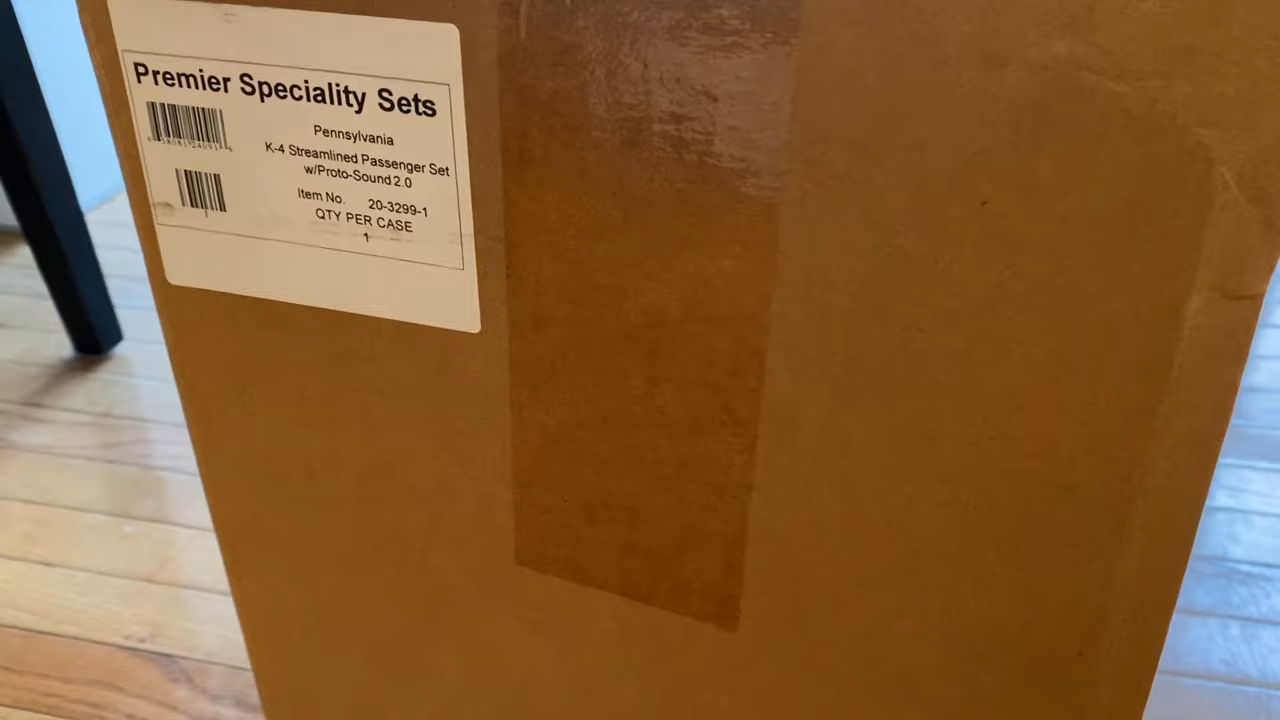 Premier Speciality Sets
Pennsylvania
K-4 Streamlined Passenger Set
w/Proto-Sound 2.0
Item No. 20-3299-1
QTY PER CASE
1